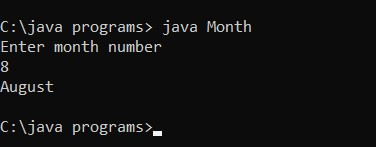 C:\java programs> java Month
Enter month number
8
August
C:\java programs>